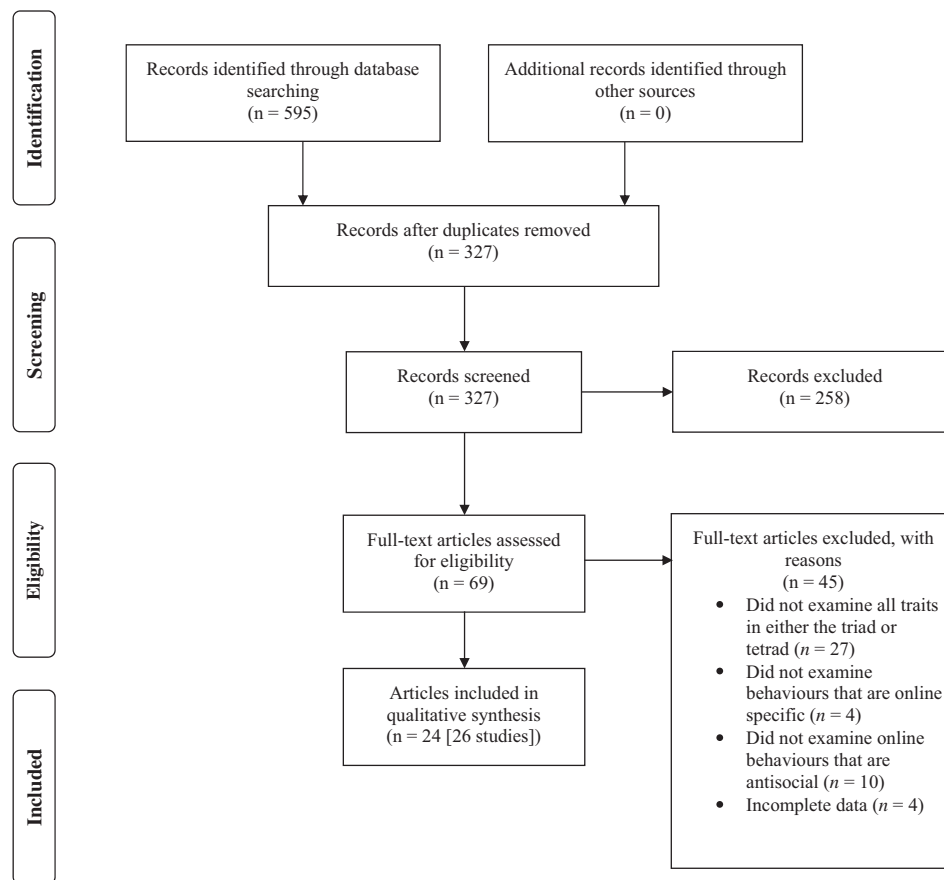 Identification
Records identified through database
searching
(n = 595)
Additional records identified through
other sources
(n = 0)
Screening
Records after duplicates removed
(n = 327)
Records screened
(n = 327)
Records excluded
(n = 258)
Eligibility
Full-text articles assessed
for eligibility
(n = 69)
Full-text articles excluded, with
reasons
(n = 45)
• Did not examine all traits
in either the triad or
tetrad (n = 27)
• Did not examine
behaviours that are online
specific (n = 4)
• Did not examine online
behaviours that are
antisocial (n = 10)
• Incomplete data (n = 4)
Included
Articles included in
qualitative synthesis
(n = 24 [26 studies])